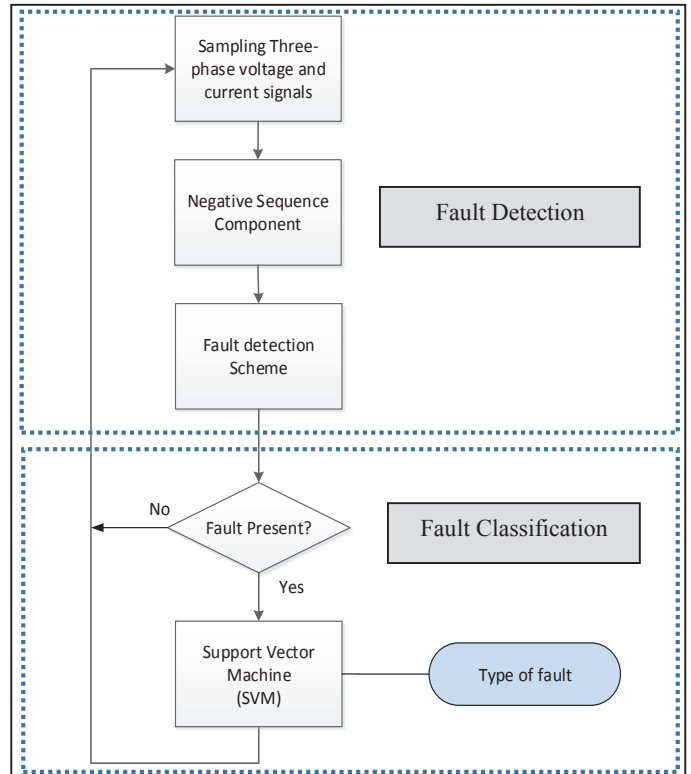 Sampling Three-
phase voltage and
current signals
Negative Sequence
Component
Fault Detection
Fault detection
Scheme
No
Fault Present?
Fault Classification
Yes
Support Vector
Machine
(SVM)
Type of fault